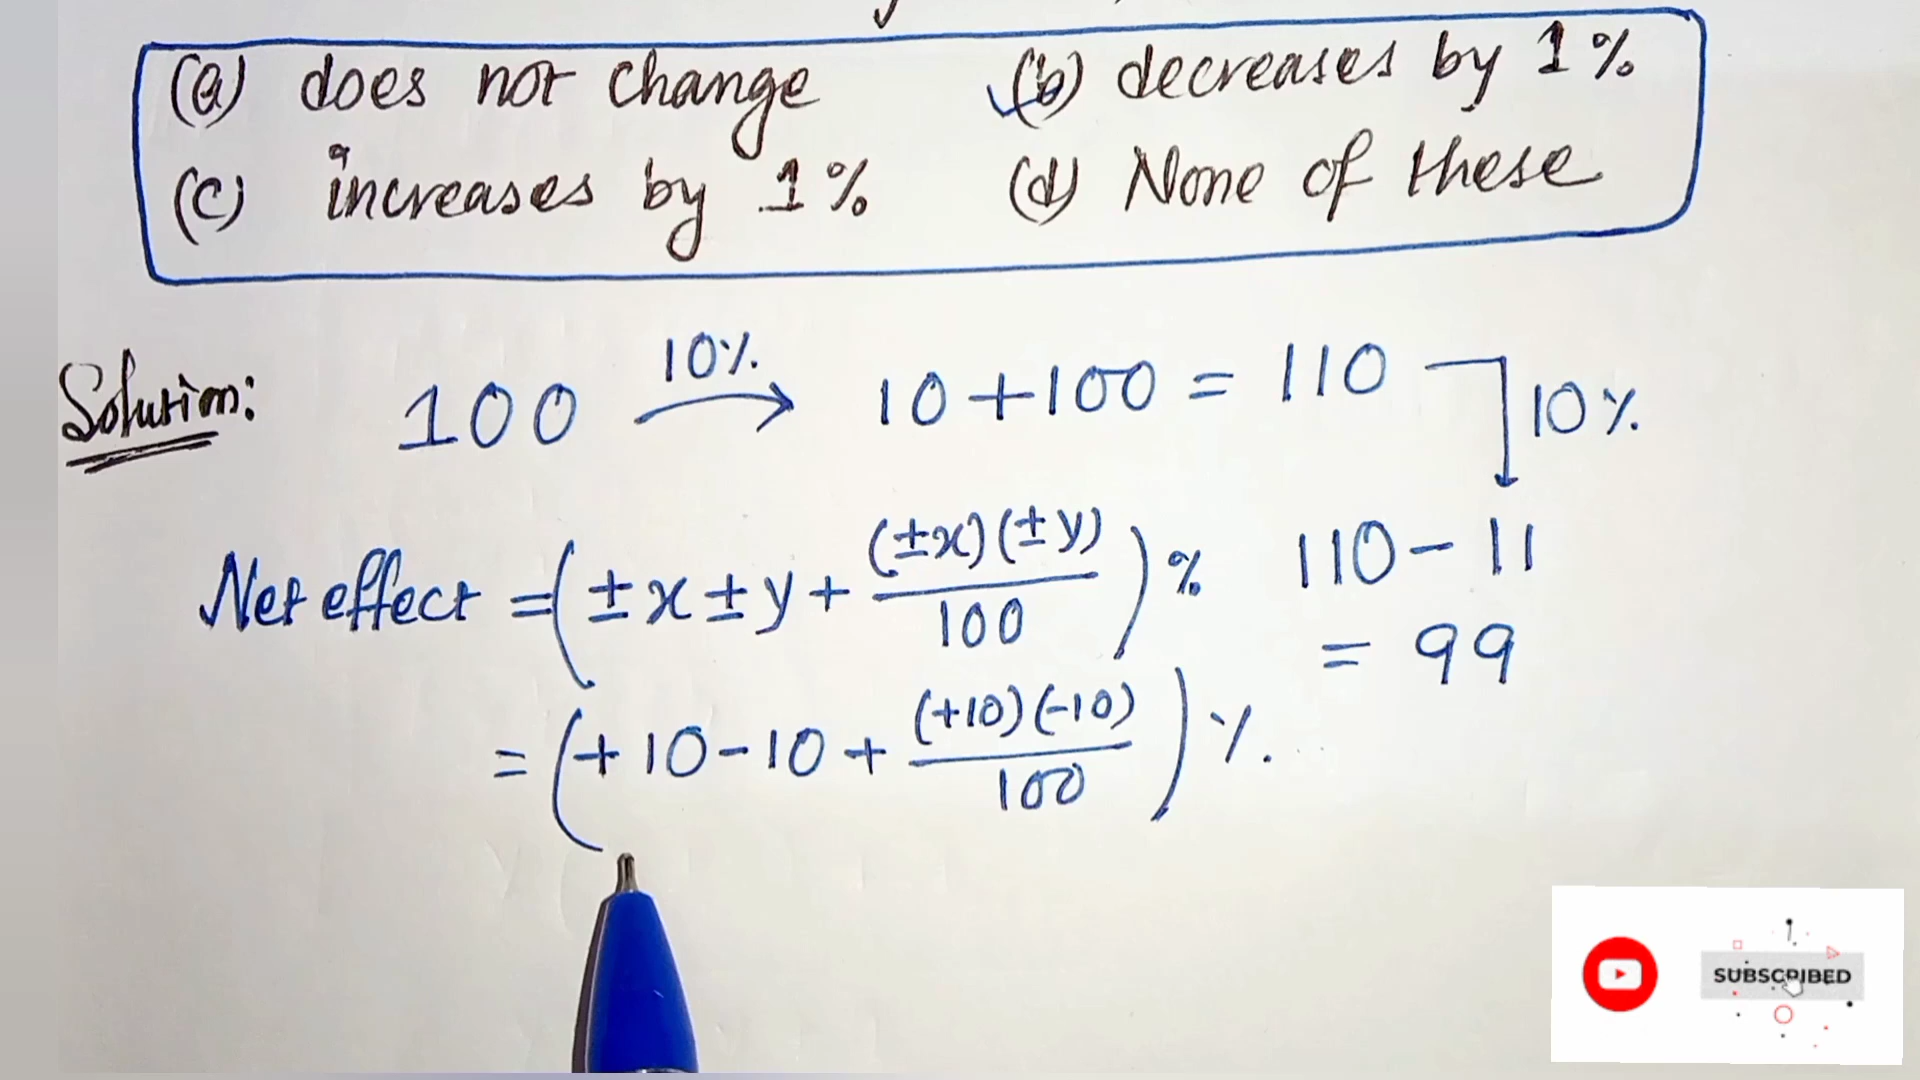 (a) does not change (b) decreases by 1%
(c) increases by 1% (d) None of these
Solution: 100 10% 10+100 = 110 10%
Net effect = (±x±y+ (±x)(±y) / 100)% 110-11
= 99
= (+10-10+ (+10)(-10) / 100)%.
SUBSCRIBED